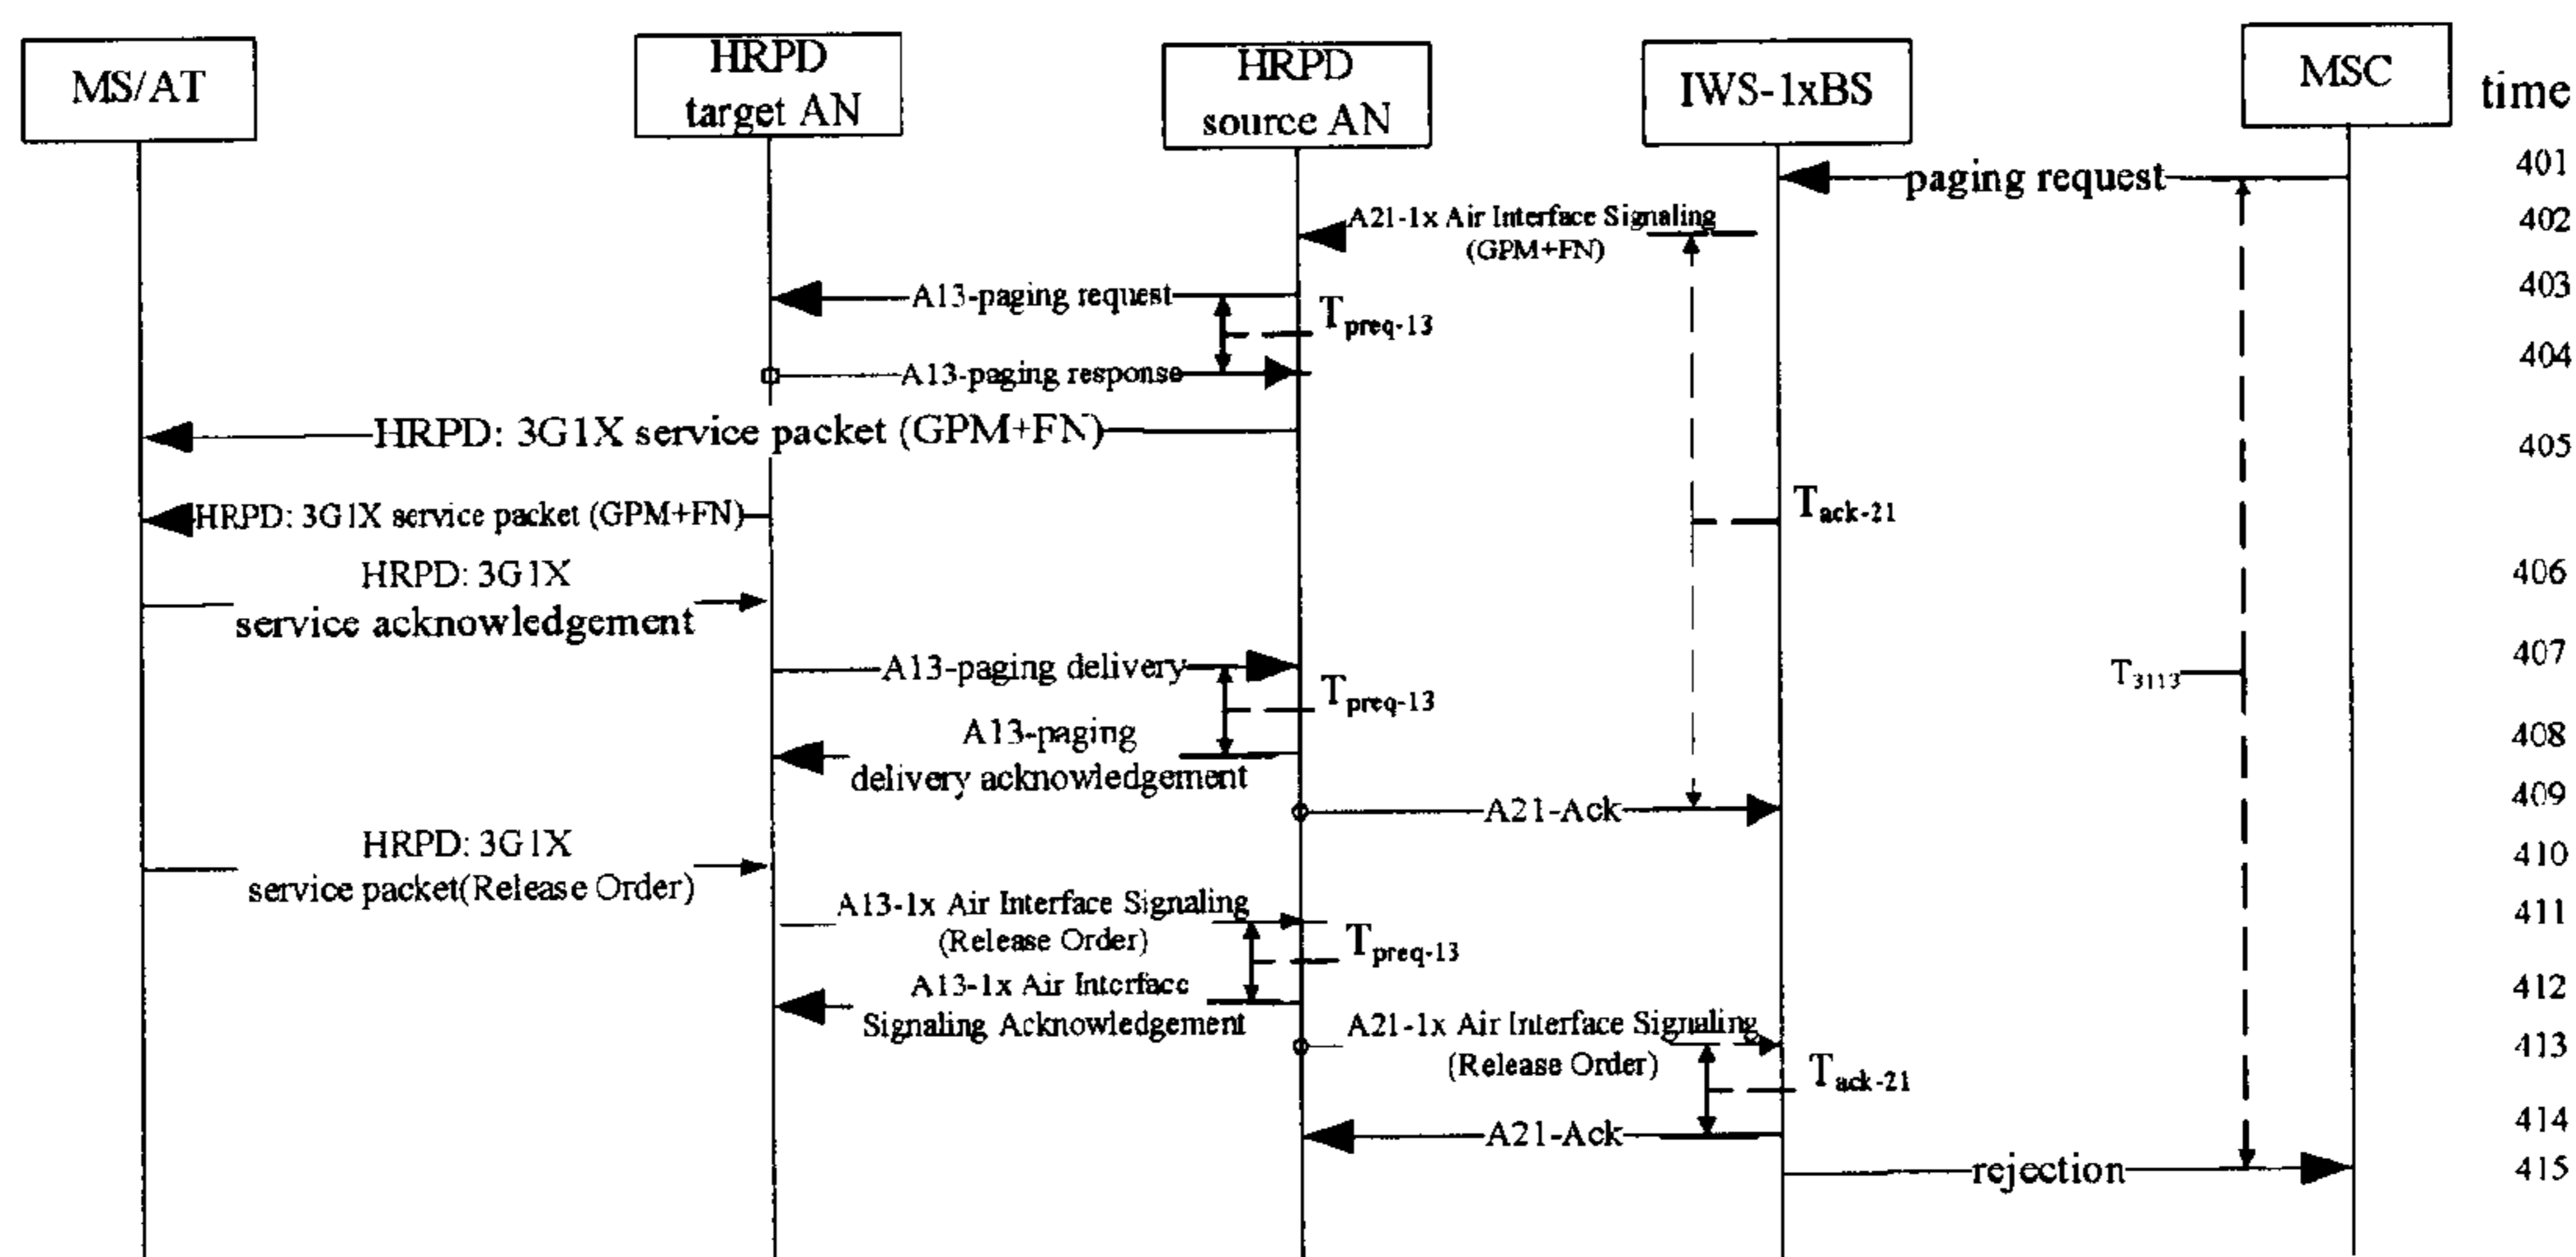 MS/AT
HRPD
target AN
HRPD
source AN
IWS-1xBS
MSC
time
paging request
401
A21-1x Air Interface Signaling
(GPM+FN)
402
A13-paging request
403
Tpreq-13
A13-paging response
404
HRPD: 3G1X service packet (GPM+FN)
405
HRPD: 3G1X service packet (GPM+FN)
Tack-21
HRPD: 3G1X
service acknowledgement
406
A13-paging delivery
407
T3113
Tpreq-13
A13-paging
delivery acknowledgement
408
A21-Ack
409
HRPD: 3G1X
service packet(Release Order)
410
A13-1x Air Interface Signaling
(Release Order)
411
Tpreq-13
A13-1x Air Interface
Signaling Acknowledgement
412
A21-1x Air Interface Signaling
(Release Order)
413
Tack-21
A21-Ack
414
rejection
415